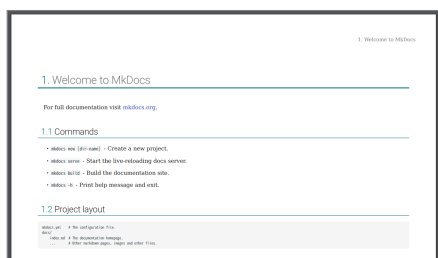 1. Welcome to MkDocs
1. Welcome to MkDocs
For full documentation visit mkdocs.org.
1.1 Commands
• mkdocs new [dir-name] - Create a new project.
• mkdocs serve - Start the live-reloading docs server.
• mkdocs build - Build the documentation site.
• mkdocs -h - Print help message and exit.
1.2 Project layout
mkdocs.yml # The configuration file.
docs/
index.md # The documentation homepage.
... # Other markdown pages, images and other files.